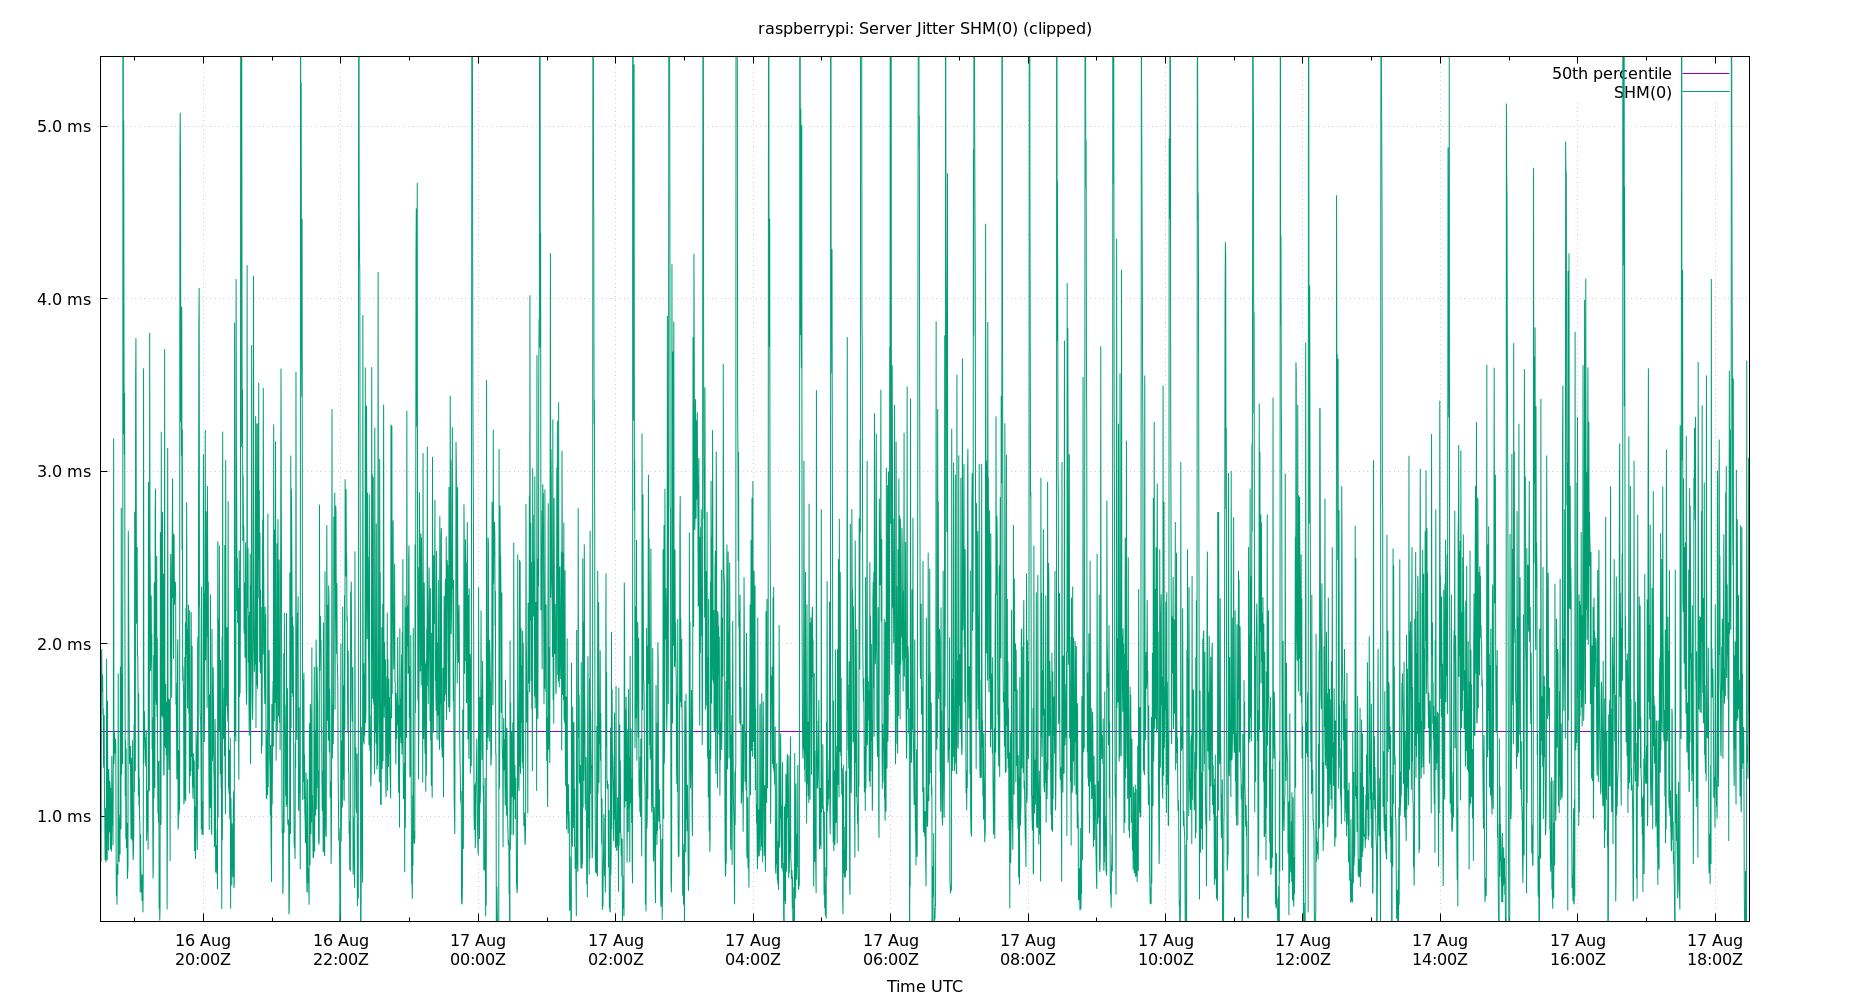 raspberrypi: Server Jitter SHM(0) (clipped)
50th percentile
SHM(0)
5.0 ms
4.0 ms
3.0 ms
2.0 ms
1.0 ms
16 Aug 16 Aug 17 Aug 17 Aug 17 Aug 17 Aug 17 Aug 17 Aug 17 Aug 17 Aug 17 Aug 17 Aug
20:00Z 22:00Z 00:00Z 02:00Z 04:00Z 06:00Z 08:00Z 10:00Z 12:00Z 14:00Z 16:00Z 18:00Z
Time UTC